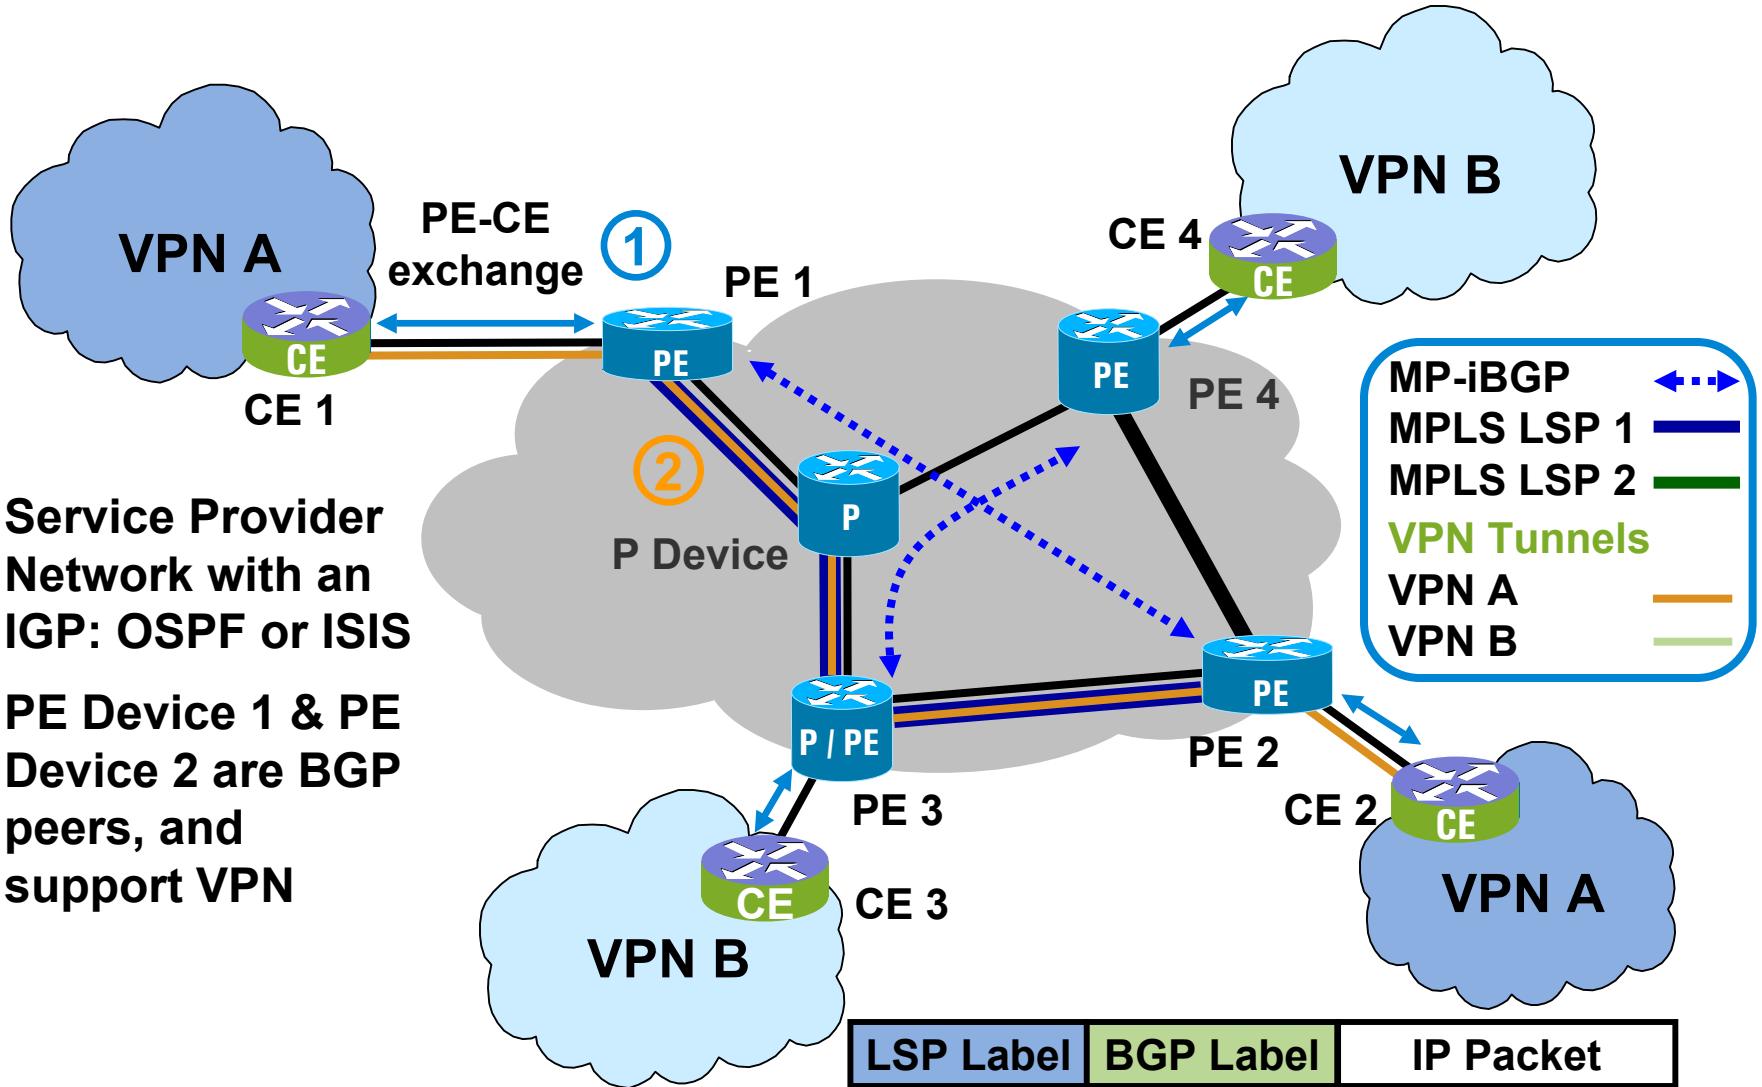 VPN B
VPN A
PE-CE
exchange
1
PE 1
CE 4
CE
CE
CE 1
PE
PE
PE 4
MP-iBGP
MPLS LSP 1
MPLS LSP 2
VPN Tunnels
VPN A
VPN B
2
P
P Device
Service Provider
Network with an
IGP: OSPF or ISIS
PE Device 1 & PE
Device 2 are BGP
peers, and
support VPN
P / PE
PE 3
PE
PE 2
CE 2
CE
VPN A
CE
CE 3
VPN B
LSP Label
BGP Label
IP Packet